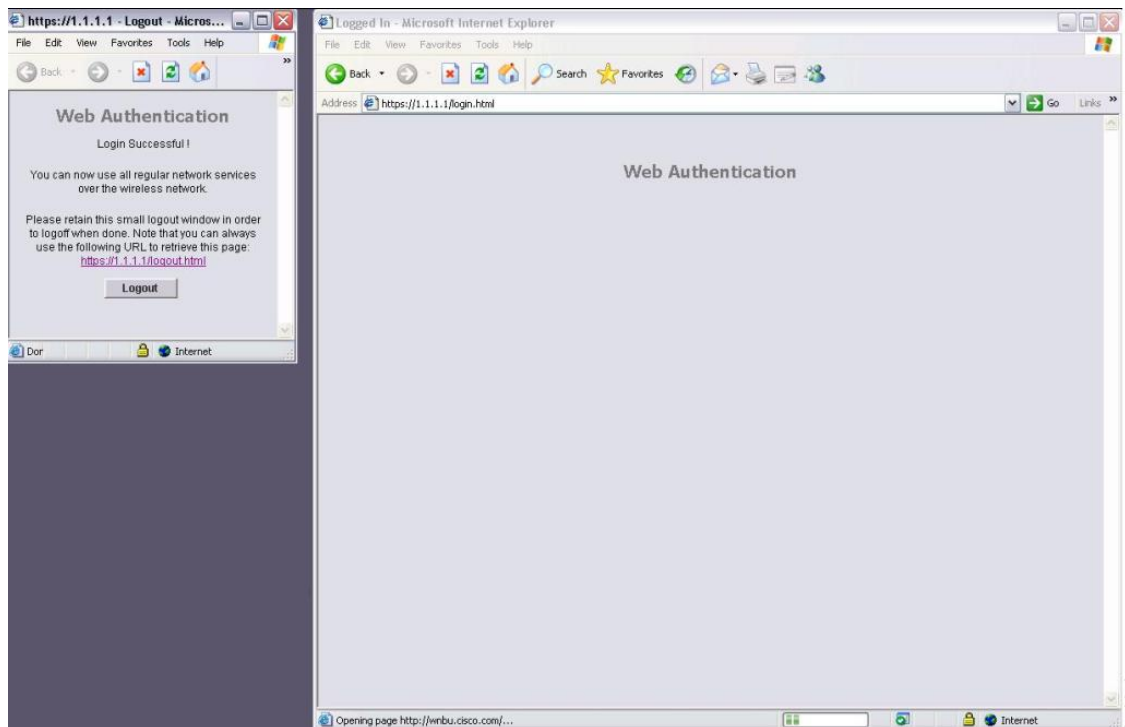 https://1.1.1.1 - Logout - Micros...
File Edit View Favorites Tools Help
Back
Web Authentication
Login Successful !
You can now use all regular network services
over the wireless network.
Please retain this small logout window in order
to logoff when done. Note that you can always
use the following URL to retrieve this page:
https://1.1.1.1/logout.html
Logout
Dor Internet
Logged In - Microsoft Internet Explorer
File Edit View Favorites Tools Help
Back Search Favorites
Address https://1.1.1.1/login.html Go Links
Web Authentication
Opening page http://wnbu.cisco.com/... Internet